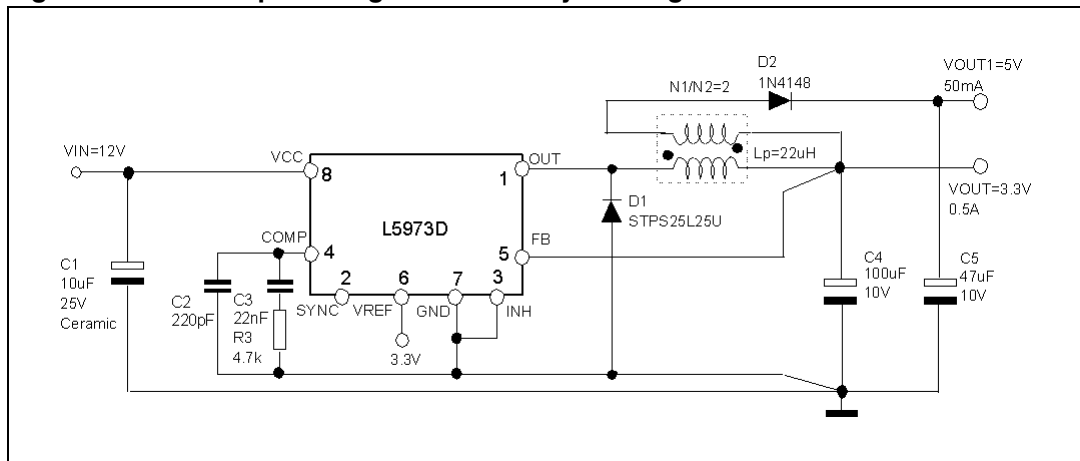 D2
1N4148
VOUT1=5V
50mA
N1/N2=2
VIN=12V
VCC
8
OUT
1
Lp=22uH
VOUT=3.3V
0.5A
L5973D
D1
STPS25L25U
COMP
4
FB
5
2
6
7
3
SYNC
VREF
GND
INH
3.3V
C1
10uF
25V
Ceramic
C2
220pF
C3
22nF
R3
4.7k
C4
100uF
10V
C5
47uF
10V